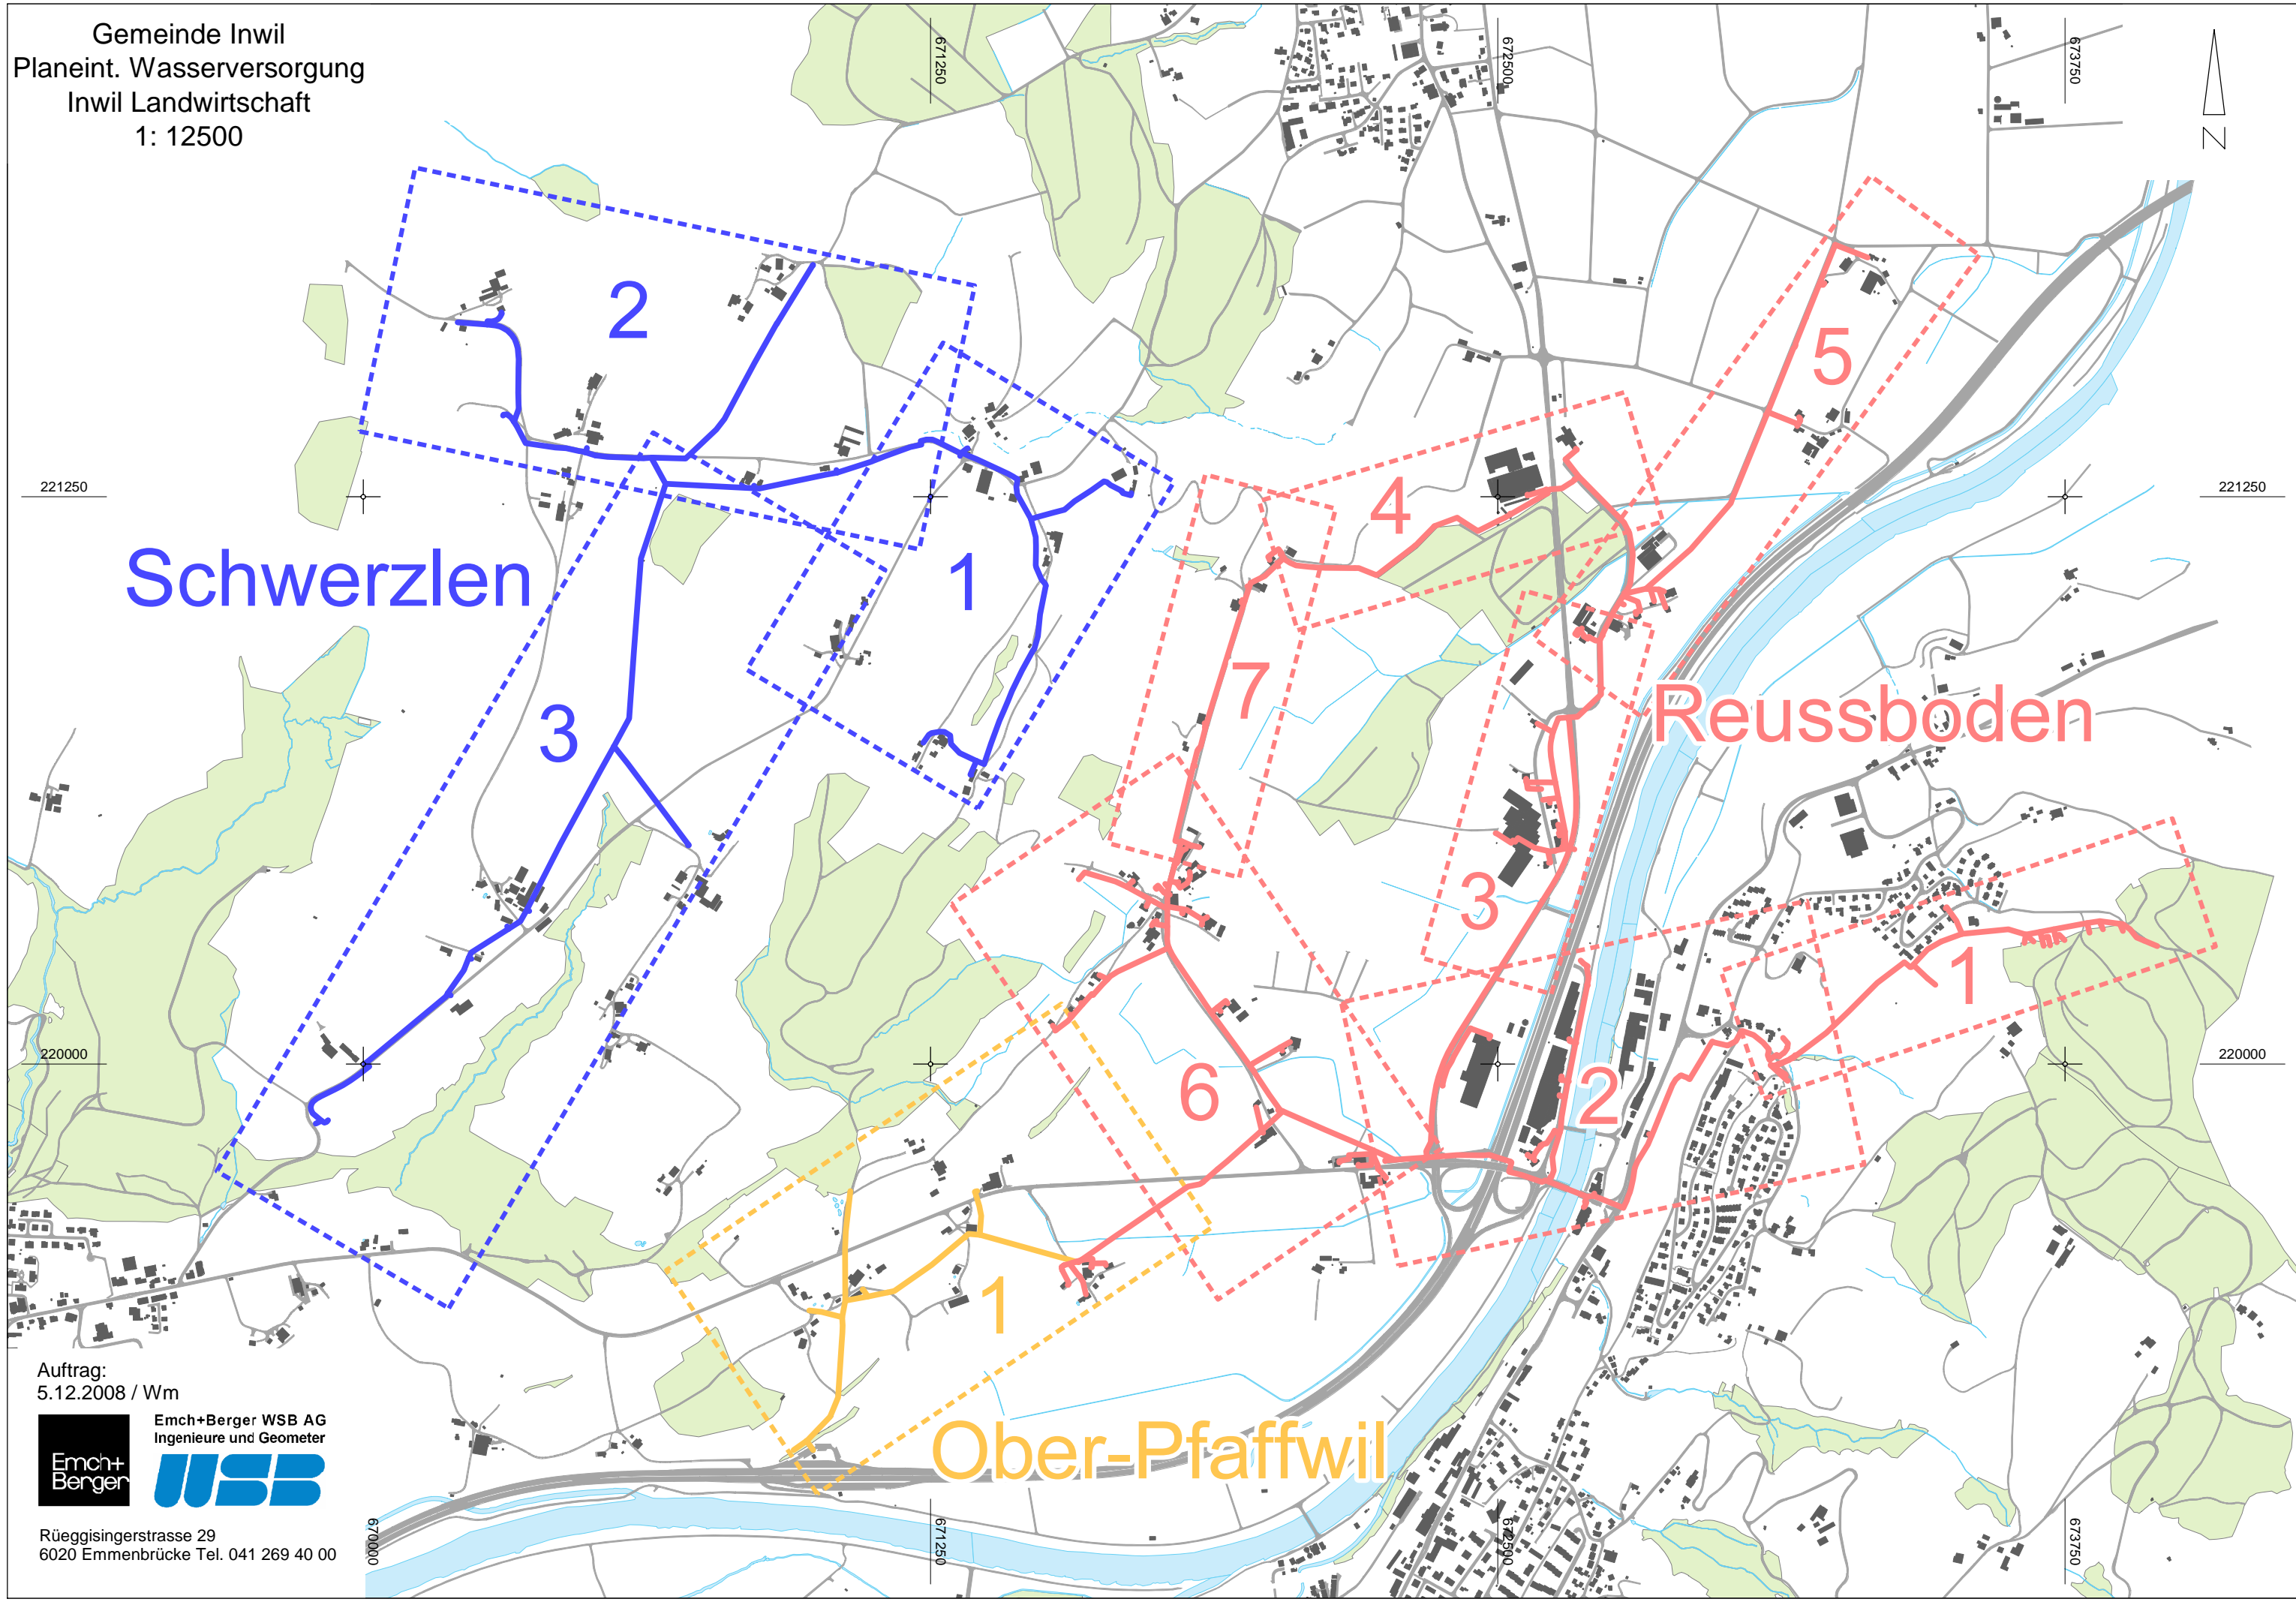 Gemeinde Inwil
Planeint. Wasserversorgung
Inwil Landwirtschaft
1: 12500
671250
672500
673750
N
2
5
4
221250
221250
1
Schwerzlen
7
3
Reussboden
3
1
220000
220000
6
2
1
Auftrag:
5.12.2008 / Wm
Emch+Berger WSB AG
Ingenieure und Geometer
Emch+
Berger
WSB
Ober-Pfaffwil
Rüeggisingerstrasse 29
6020 Emmenbrücke Tel. 041 269 40 00
670000
671250
672500
673750